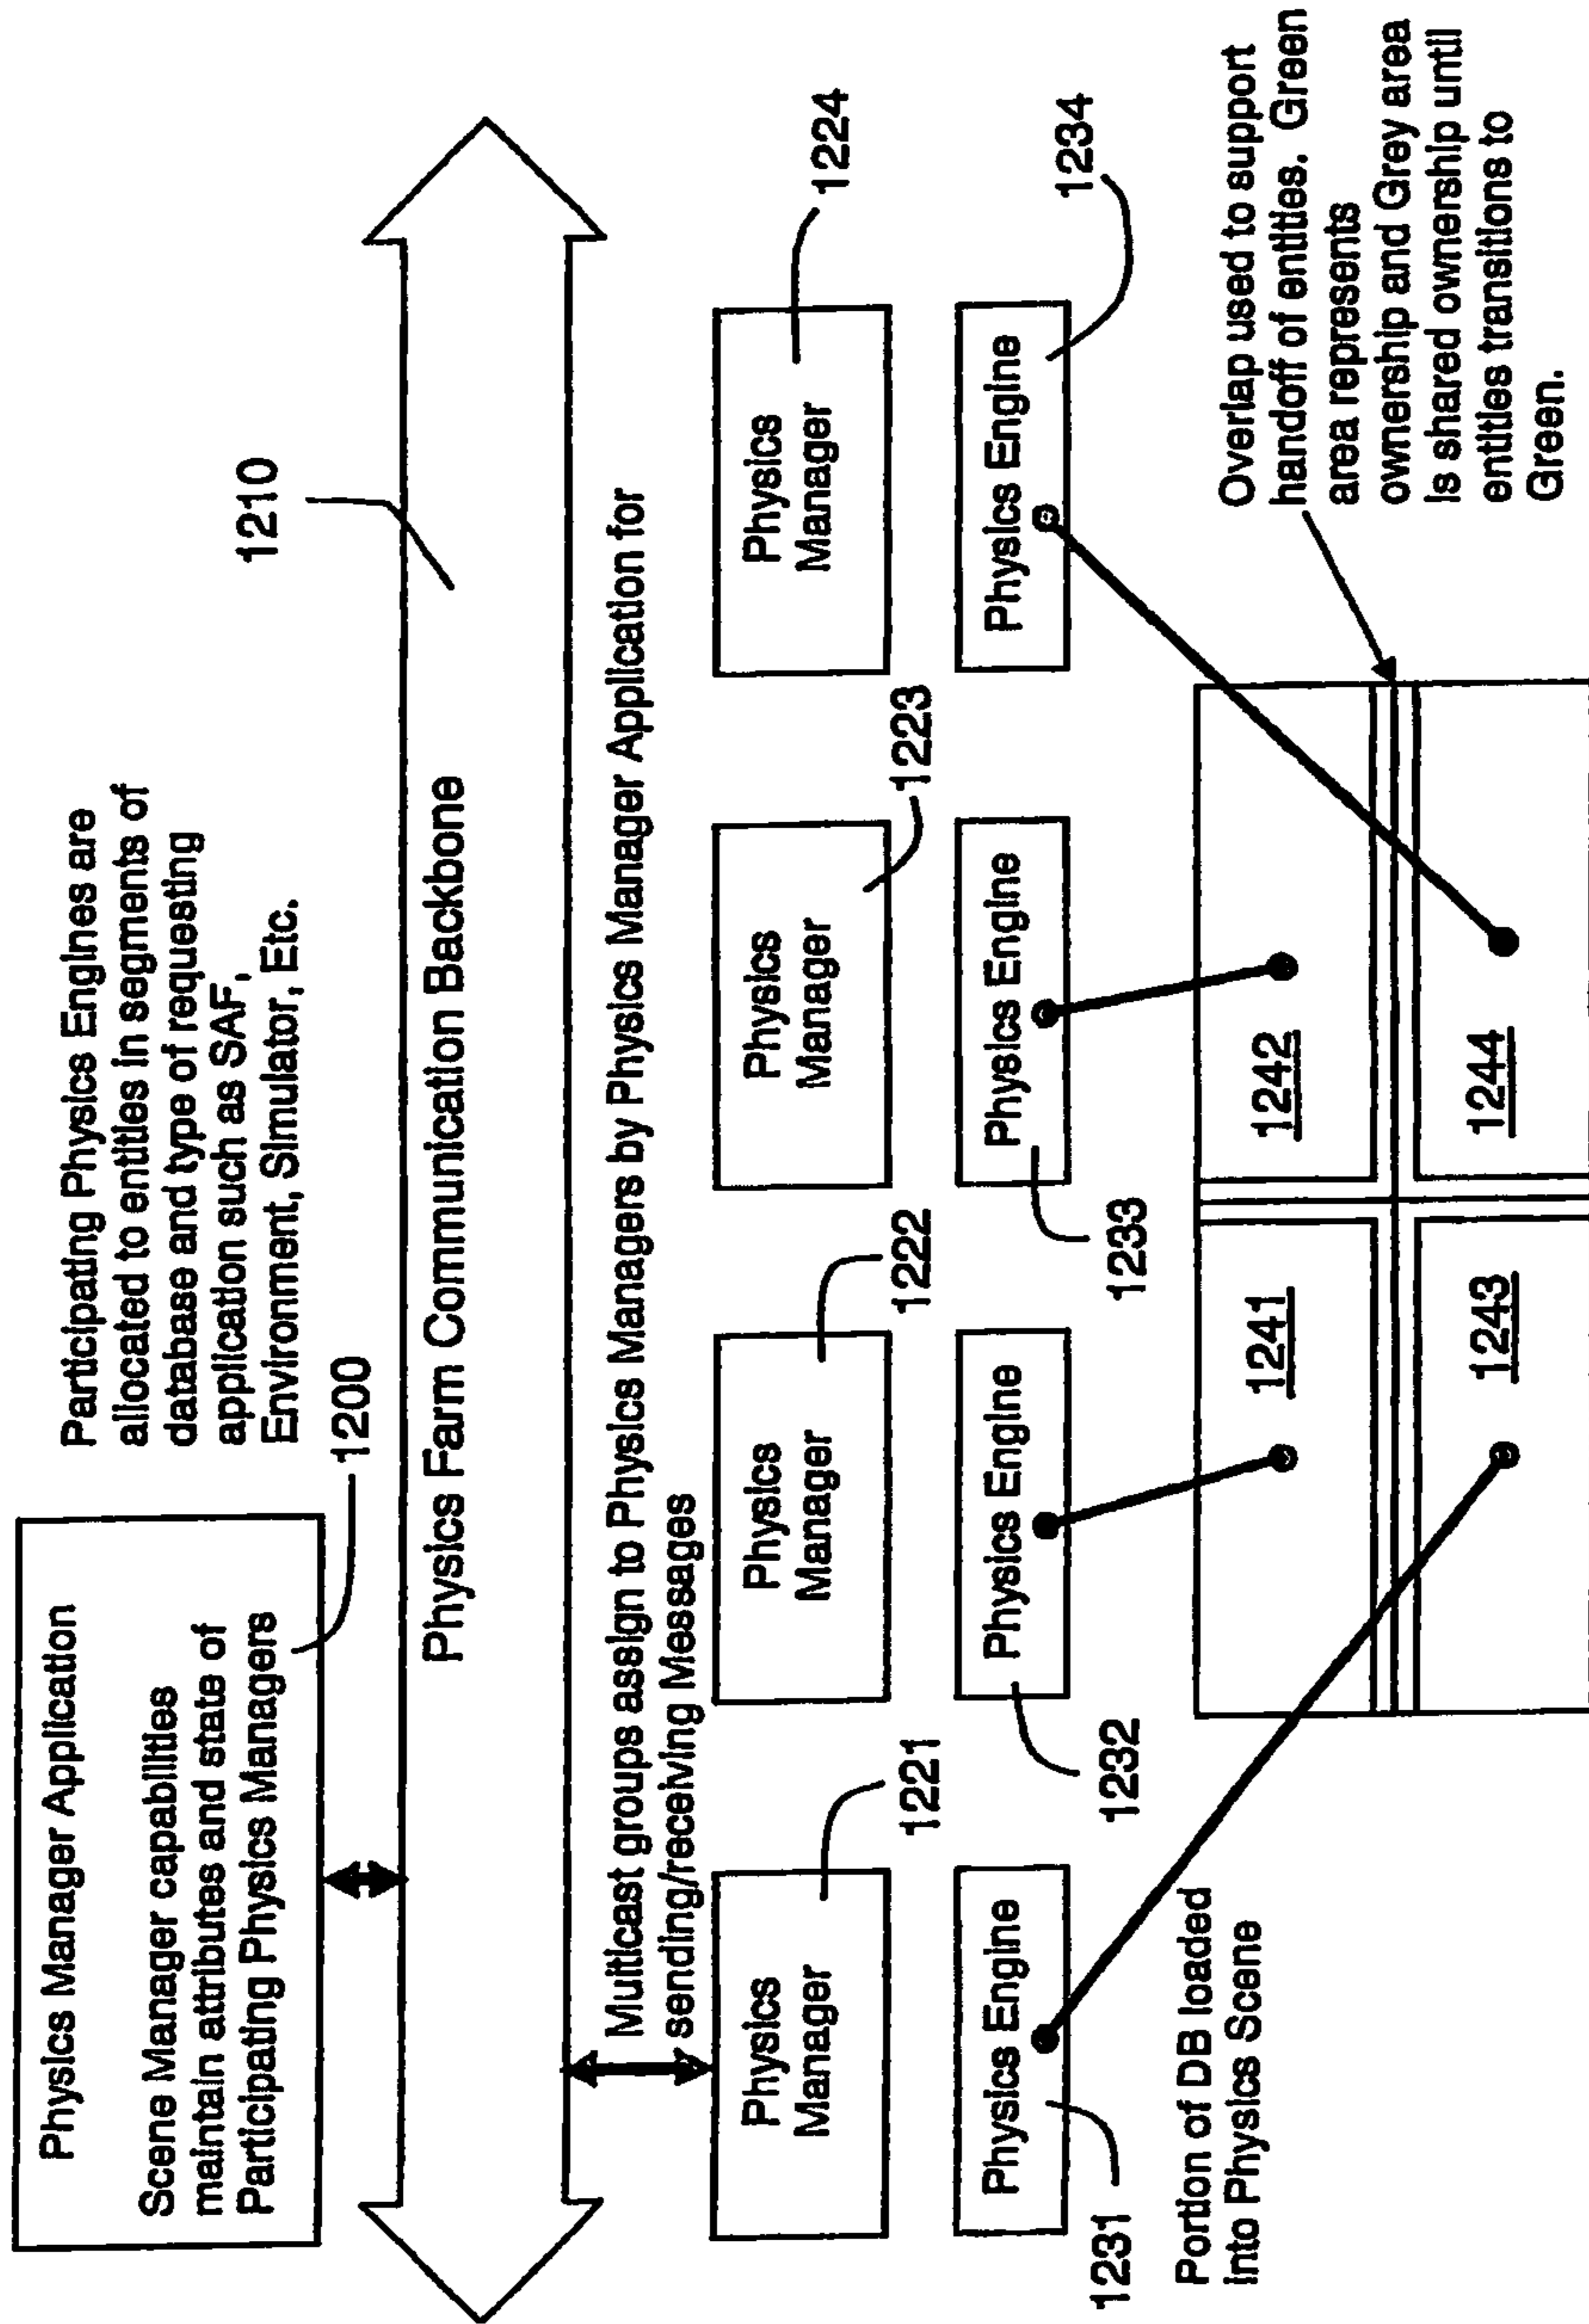 Physics Manager Application
Scene Manager capabilities
maintain attributes and state of
Participating Physics Managers
1200
Participating Physics Engines are
allocated to entities in segments of
database and type of requesting
application such as SAF,
Environment, Simulator, Etc.
1210
Physics Farm Communication Backbone
Multicast groups assign to Physics Managers by Physics Manager Application for
sending/receiving Messages
Physics
Manager
1221
Physics
Manager
1222
Physics
Manager
1223
Physics
Manager
1224
Physics Engine
1231
Physics Engine
1232
Physics Engine
1233
Physics Engine
1234
Portion of DB loaded
into Physics Scene
1241
1242
1243
1244
Overlap used to support
handoff of entities. Green
area represents
ownership and Grey area
is shared ownership until
entities transitions to
Green.